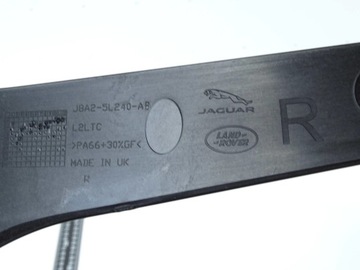 J8A2-5L240-AB
L2LTC
>PA66+30%GF<
MADE IN UK
R
JAGUAR
LAND-
-ROVER
R